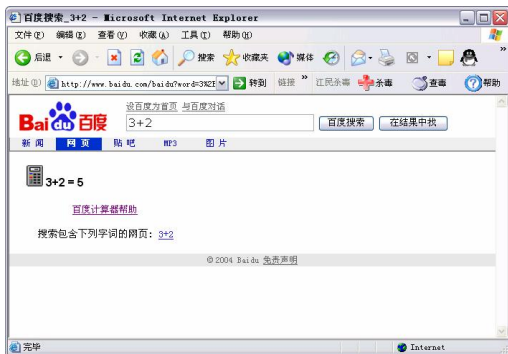 百度搜索_3+2 - Microsoft Internet Explorer
文件(F) 编辑(E) 查看(V) 收藏(A) 工具(T) 帮助(H)
后退 搜索 收藏夹 媒体
地址(D) http://www.baidu.com/baidu?word=3%2B 转到 链接 » 江民杀毒 杀毒 查毒 帮助
设百度为首页 与百度对话
Bai du 百度 3+2 百度搜索 在结果中找
新 闻 网 页 贴 吧 MP3 图 片
3+2 = 5
百度计算器帮助
搜索包含下列字词的网页: 3+2
© 2004 Baidu 免责声明
完毕 Internet